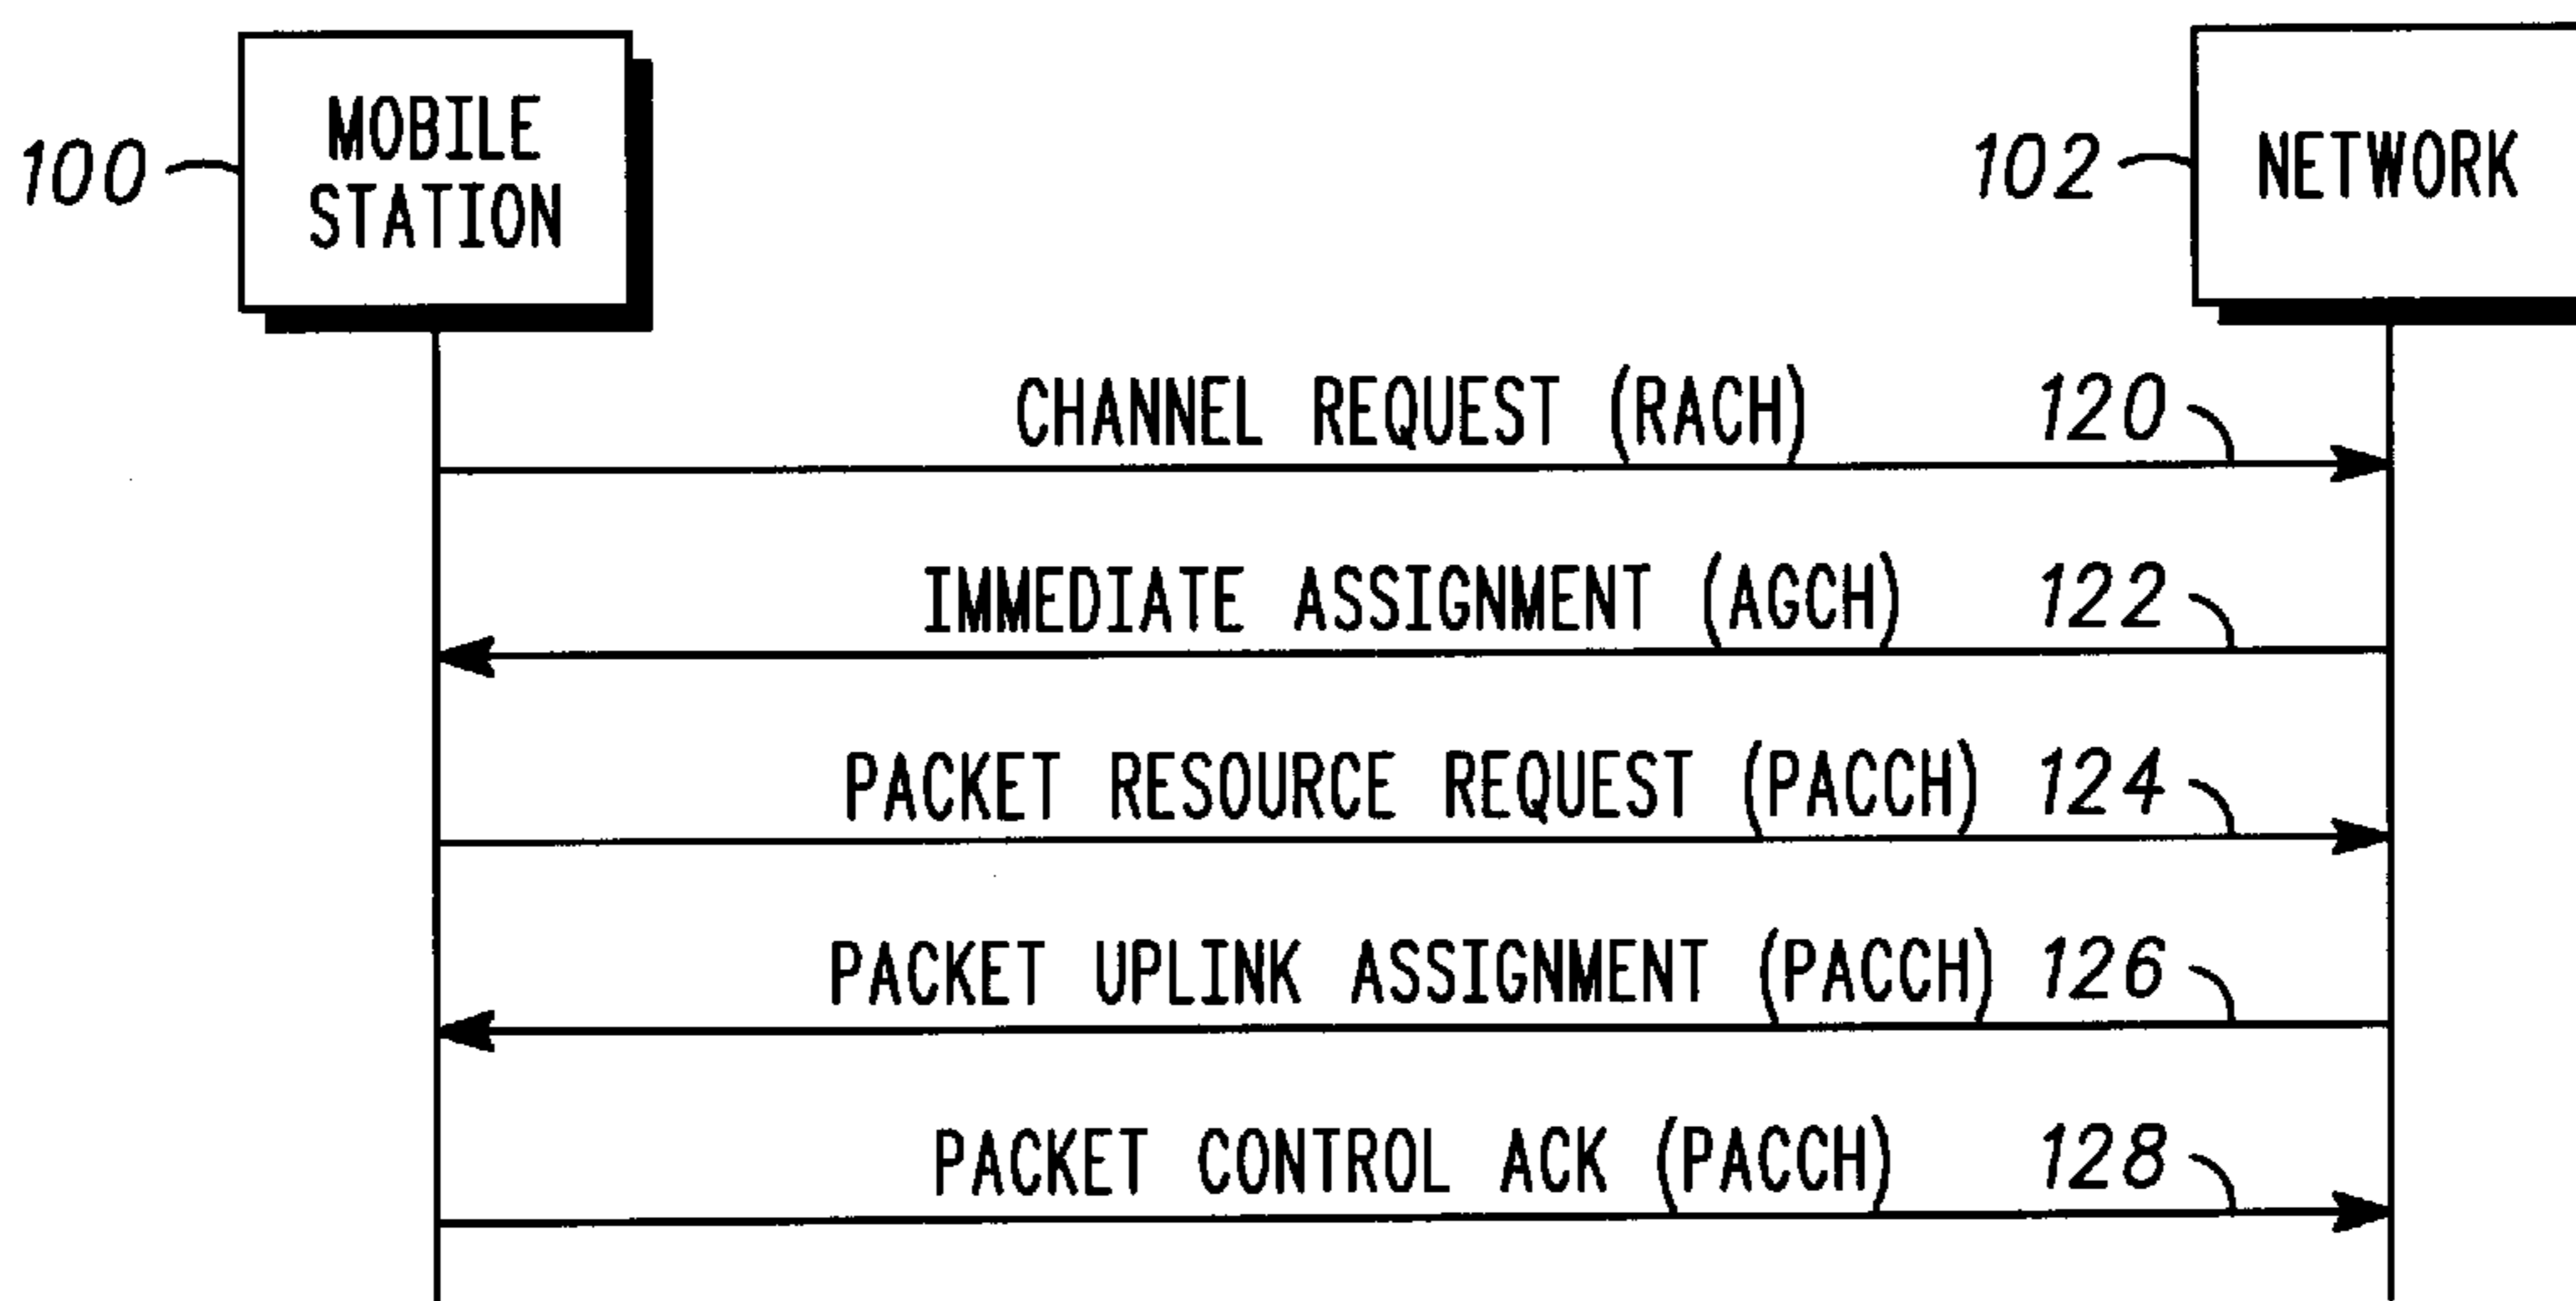 100
MOBILE
STATION
102
NETWORK
CHANNEL REQUEST (RACH) 120
IMMEDIATE ASSIGNMENT (AGCH) 122
PACKET RESOURCE REQUEST (PACCH) 124
PACKET UPLINK ASSIGNMENT (PACCH) 126
PACKET CONTROL ACK (PACCH) 128